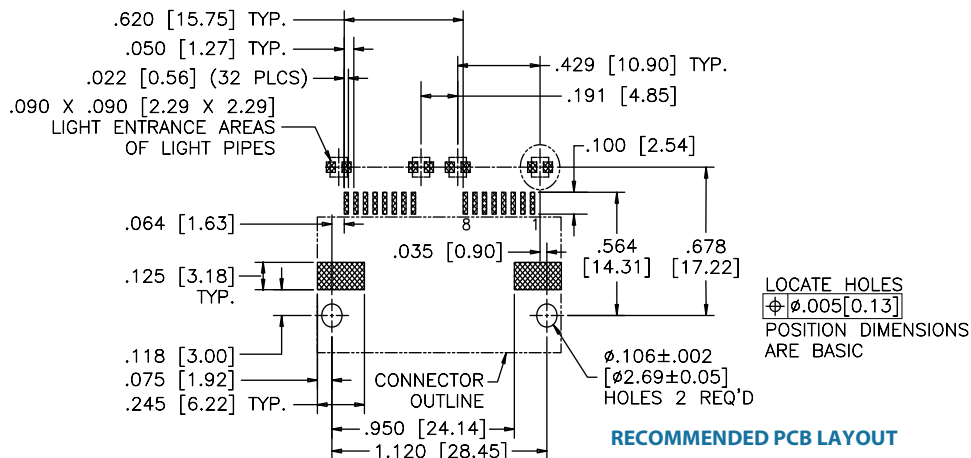 .620 [15.75] TYP.
.050 [1.27] TYP.
.022 [0.56] (32 PLCS)
.090 X .090 [2.29 X 2.29]
LIGHT ENTRANCE AREAS
OF LIGHT PIPES
.429 [10.90] TYP.
.191 [4.85]
.100 [2.54]
8
1
.064 [1.63]
.035 [0.90]
.564
[14.31]
.678
[17.22]
.125 [3.18]
TYP.
LOCATE HOLES
⌖ ø.005[0.13]
POSITION DIMENSIONS
ARE BASIC
.118 [3.00]
.075 [1.92]
.245 [6.22] TYP.
CONNECTOR
OUTLINE
ø.106±.002
[ø2.69±0.05]
HOLES 2 REQ'D
.950 [24.14]
1.120 [28.45]
RECOMMENDED PCB LAYOUT